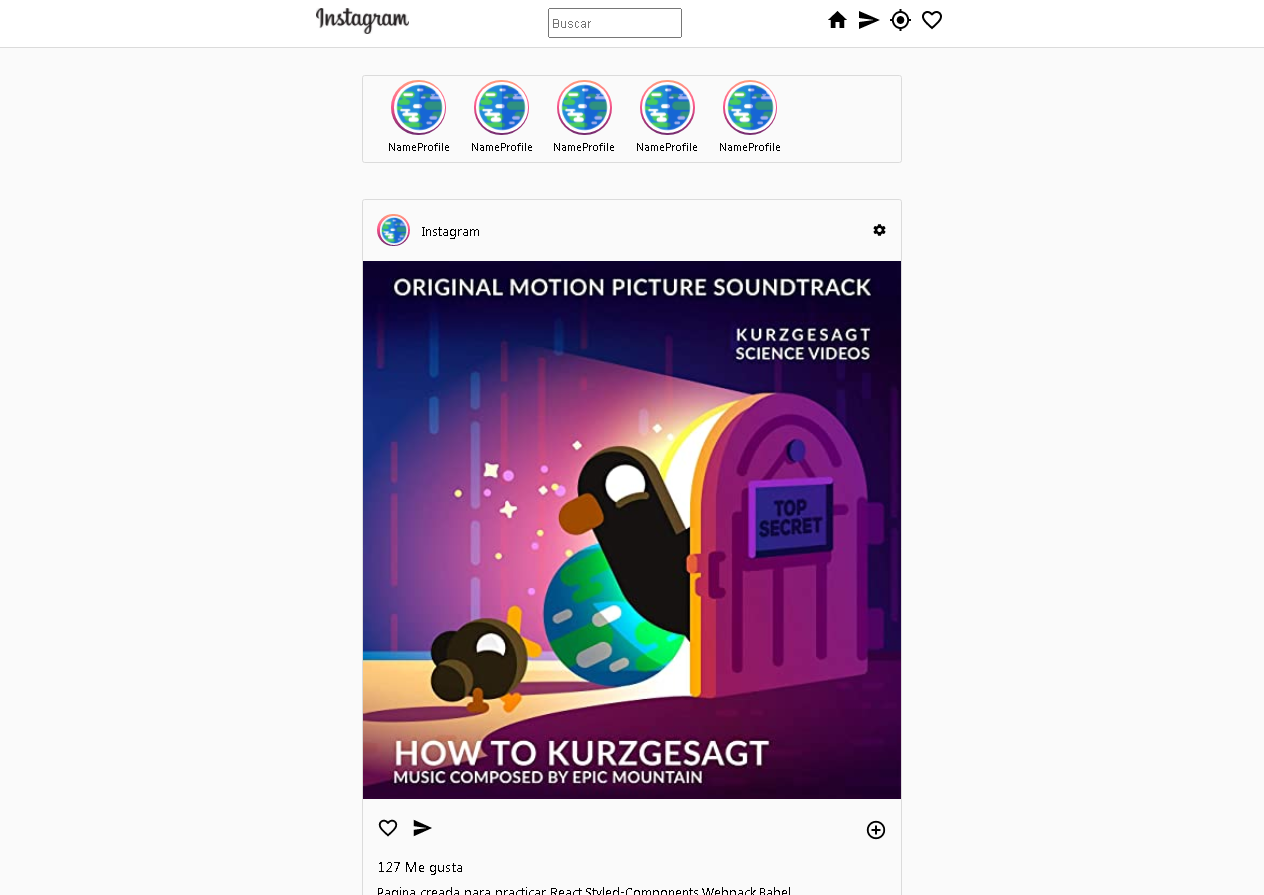 Instagram
Buscar
NameProfile NameProfile NameProfile NameProfile NameProfile
Instagram
ORIGINAL MOTION PICTURE SOUNDTRACK
KURZGESAGT
SCIENCE VIDEOS
TOP
SECRET
HOW TO KURZGESAGT
MUSIC COMPOSED BY EPIC MOUNTAIN
127 Me gusta
Pagina creada para practicar React,Styled-Components,Webpack,Babel